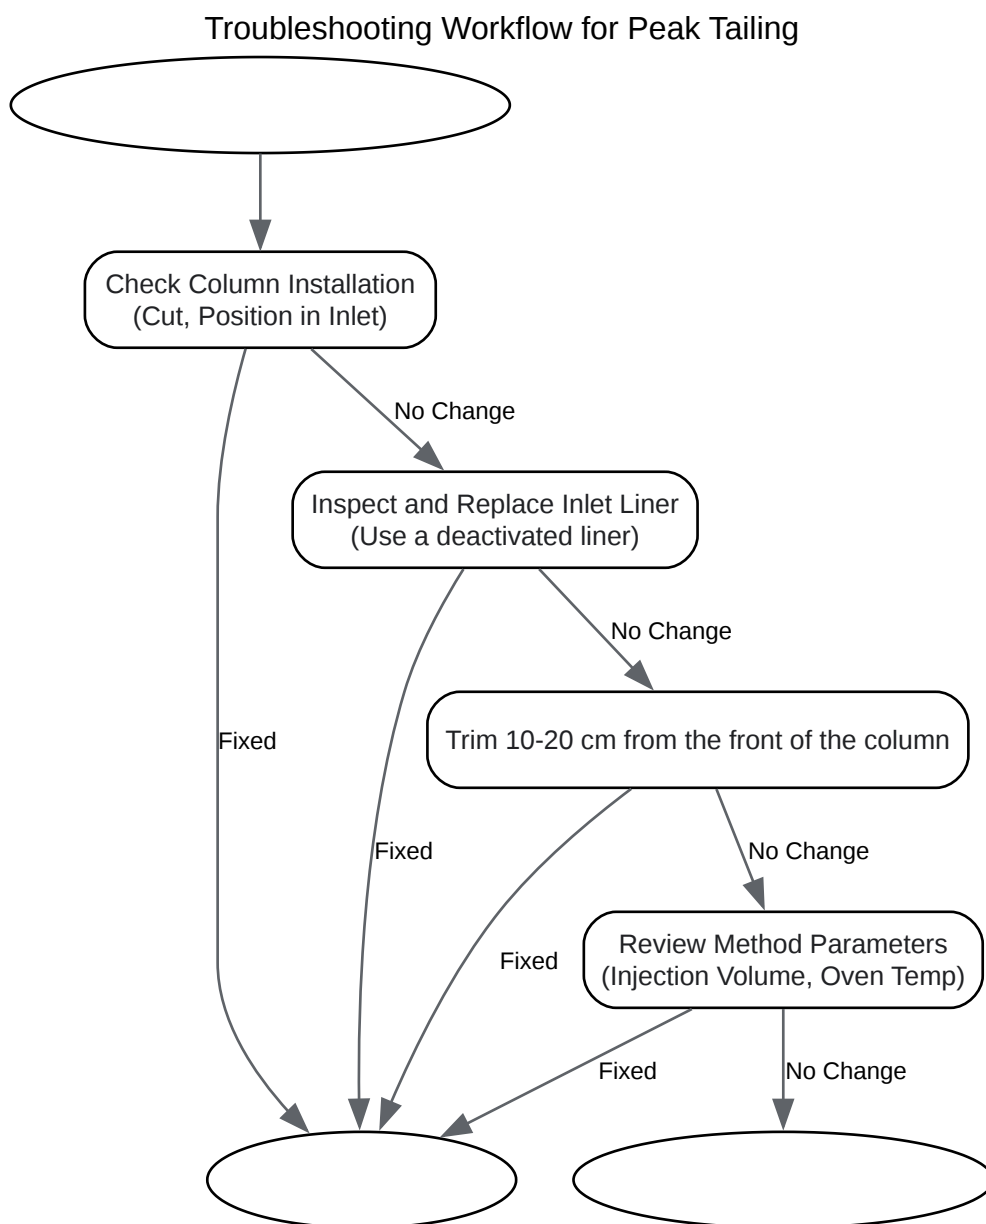 Troubleshooting Workflow for Peak Tailing
Check Column Installation
(Cut, Position in Inlet)
No Change
Inspect and Replace Inlet Liner
(Use a deactivated liner)
No Change
Fixed
Trim 10-20 cm from the front of the column
Fixed
No Change
Fixed
Review Method Parameters
(Injection Volume, Oven Temp)
Fixed
No Change